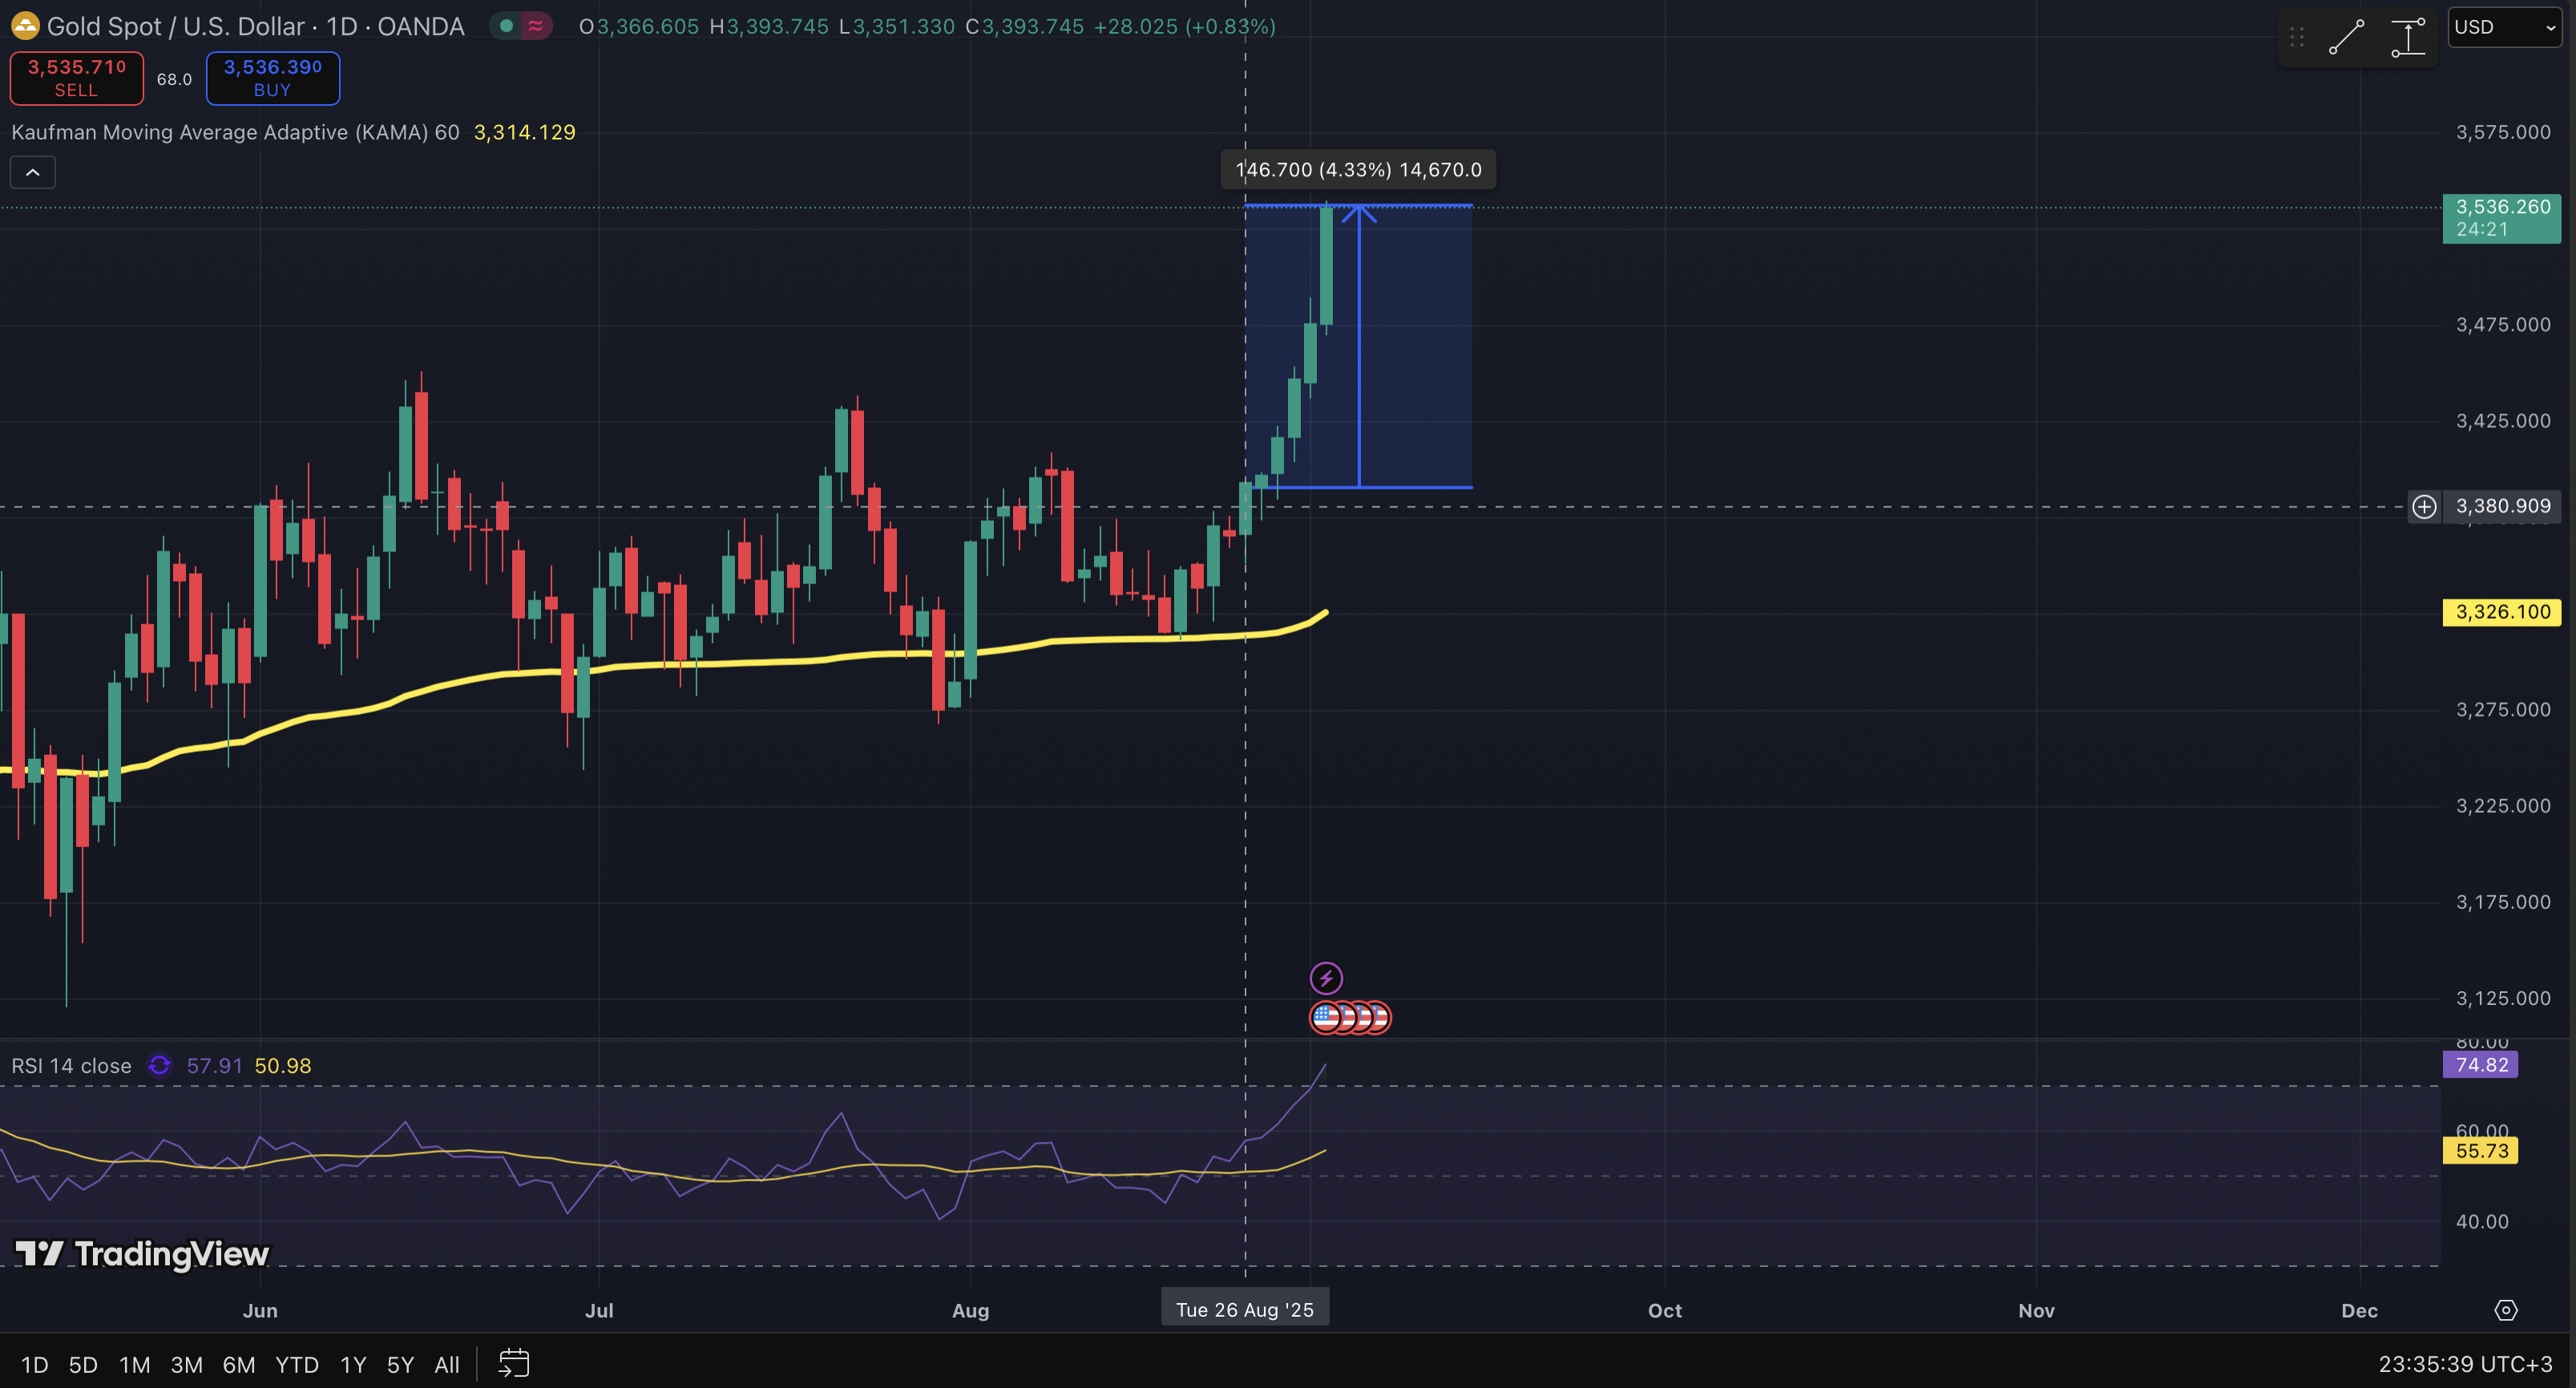 Gold Spot / U.S. Dollar · 1D · OANDA O3,366.605 H3,393.745 L3,351.330 C3,393.745 +28.025 (+0.83%)
USD
3,535.710 SELL
68.0
3,536.390 BUY
Kaufman Moving Average Adaptive (KAMA) 60 3,314.129
3,575.000
146.700 (4.33%) 14,670.0
3,536.260
24:21
3,475.000
3,425.000
3,380.909
3,326.100
3,275.000
3,225.000
3,175.000
3,125.000
RSI 14 close 57.91 50.98
80.00
74.82
60.00
55.73
40.00
TradingView
Jun Jul Aug Tue 26 Aug '25 Oct Nov Dec
1D 5D 1M 3M 6M YTD 1Y 5Y All
23:35:39 UTC+3